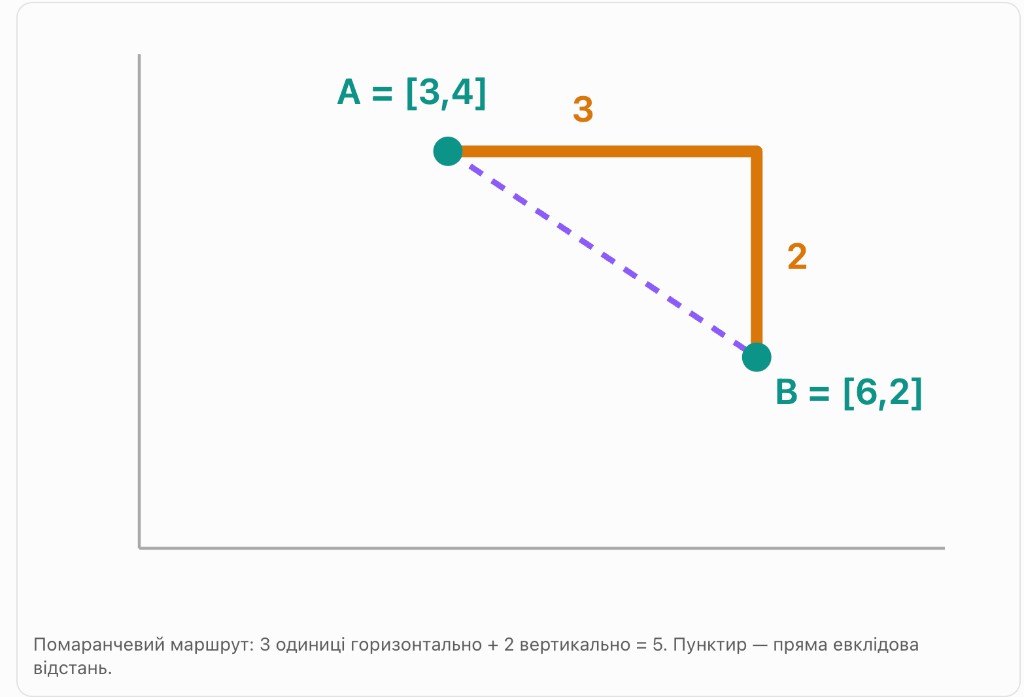 A = [3,4]
3
2
B = [6,2]
Помаранчевий маршрут: 3 одиниці горизонтально + 2 вертикально = 5. Пунктир — пряма евклідова
відстань.